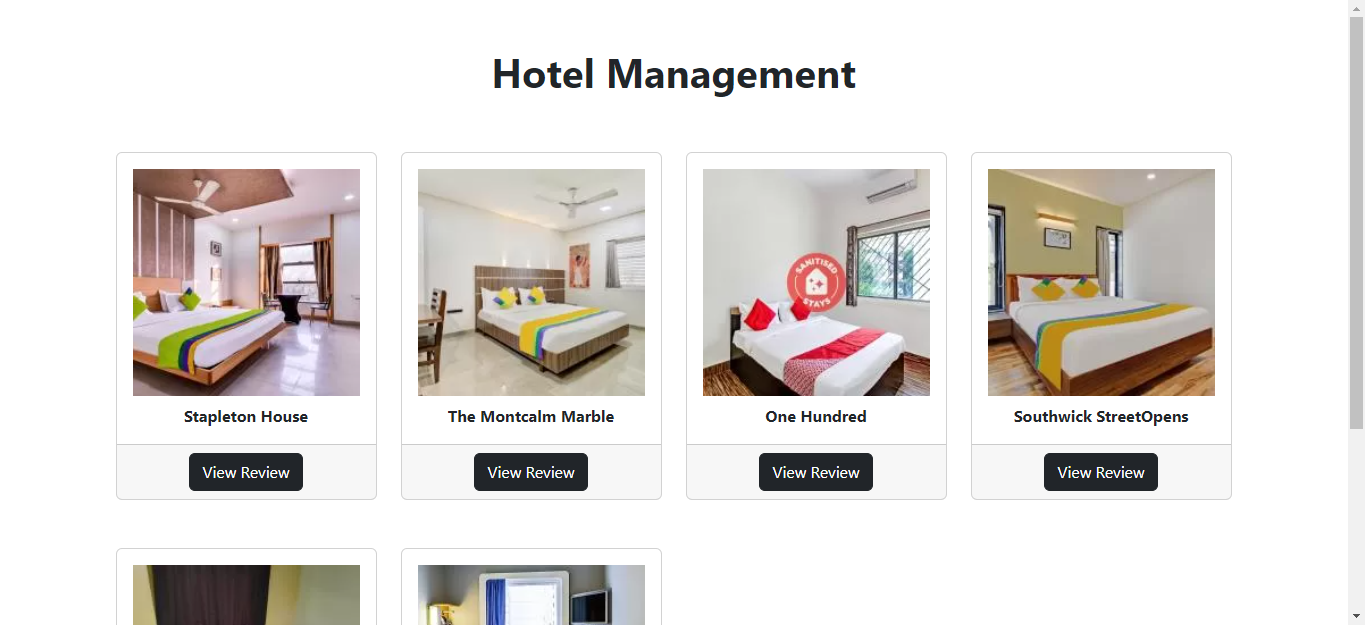 Hotel Management
SANITISED
STAYS
Stapleton House
The Montcalm Marble
One Hundred
Southwick StreetOpens
View Review
View Review
View Review
View Review